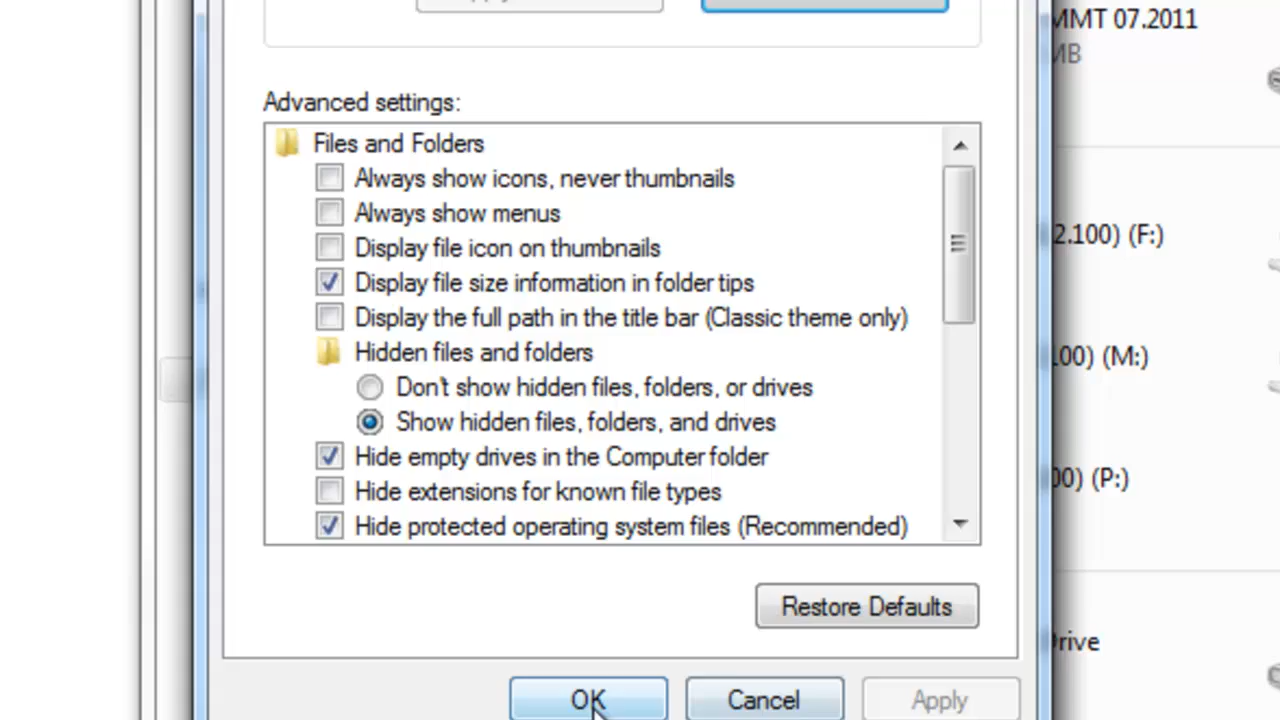 MMT 07.2011
MB
Advanced settings:
Files and Folders
Always show icons, never thumbnails
Always show menus
Display file icon on thumbnails
2.100) (F:)
Display file size information in folder tips
Display the full path in the title bar (Classic theme only)
Hidden files and folders
100) (M:)
Don't show hidden files, folders, or drives
Show hidden files, folders, and drives
Hide empty drives in the Computer folder
00) (P:)
Hide extensions for known file types
Hide protected operating system files (Recommended)
Restore Defaults
Drive
OK
Cancel
Apply